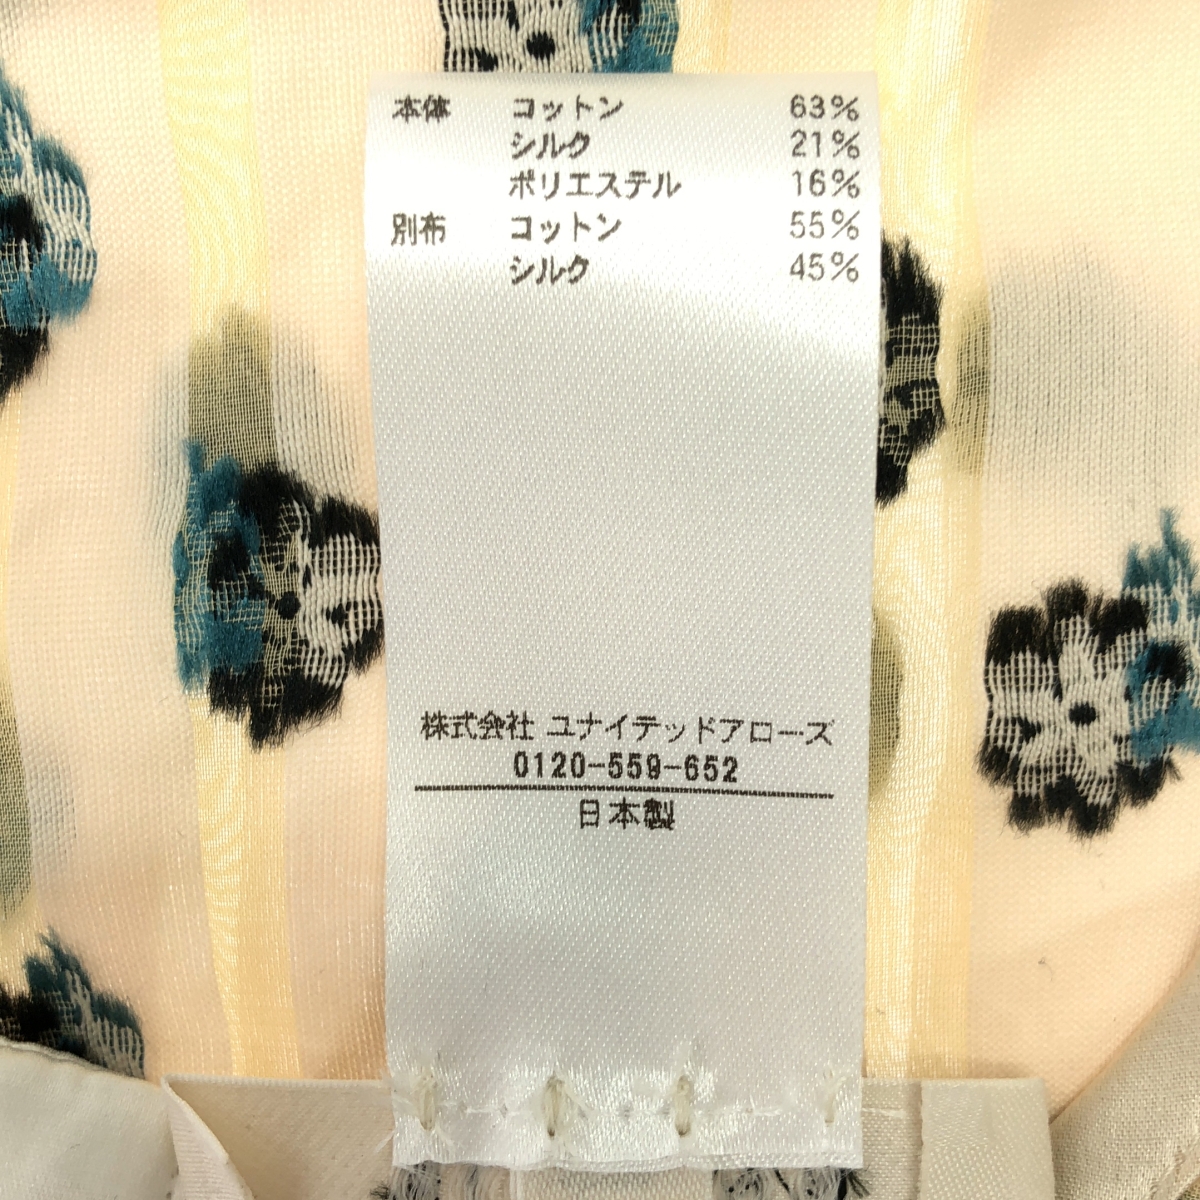 本体 コットン 63%
シルク 21%
ポリエステル 16%
別布 コットン 55%
シルク 45%
株式会社 ユナイテッドアローズ
0120-559-652
日本製